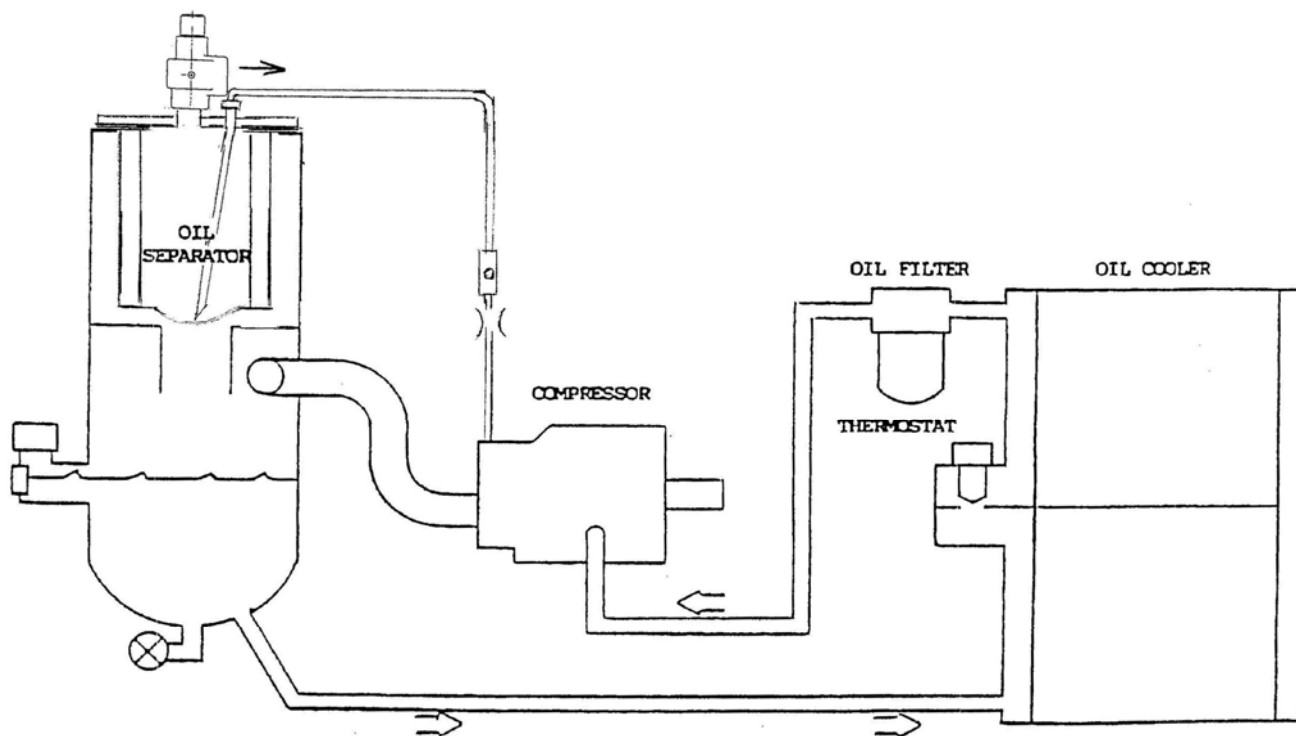 OIL
SEPARATOR
OIL FILTER
OIL COOLER
COMPRESSOR
THERMOSTAT